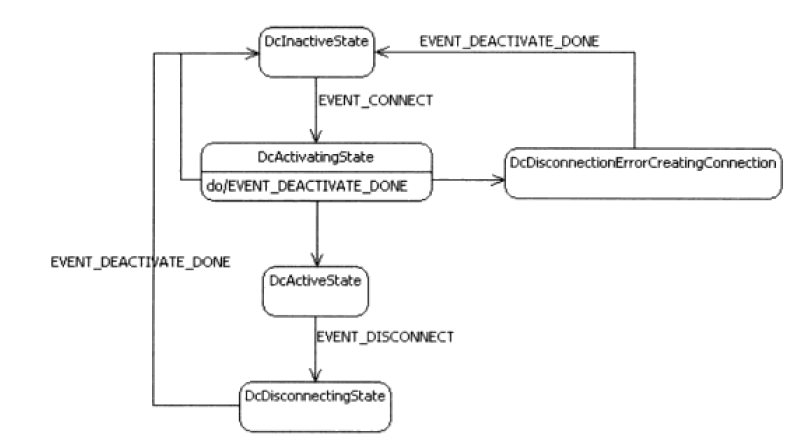 DcInactiveState
EVENT_DEACTIVATE_DONE
EVENT_CONNECT
DcActivatingState
do/EVENT_DEACTIVATE_DONE
DcDisconnectionErrorCreatingConnection
EVENT_DEACTIVATE_DONE
DcActiveState
EVENT_DISCONNECT
DcDisconnectingState